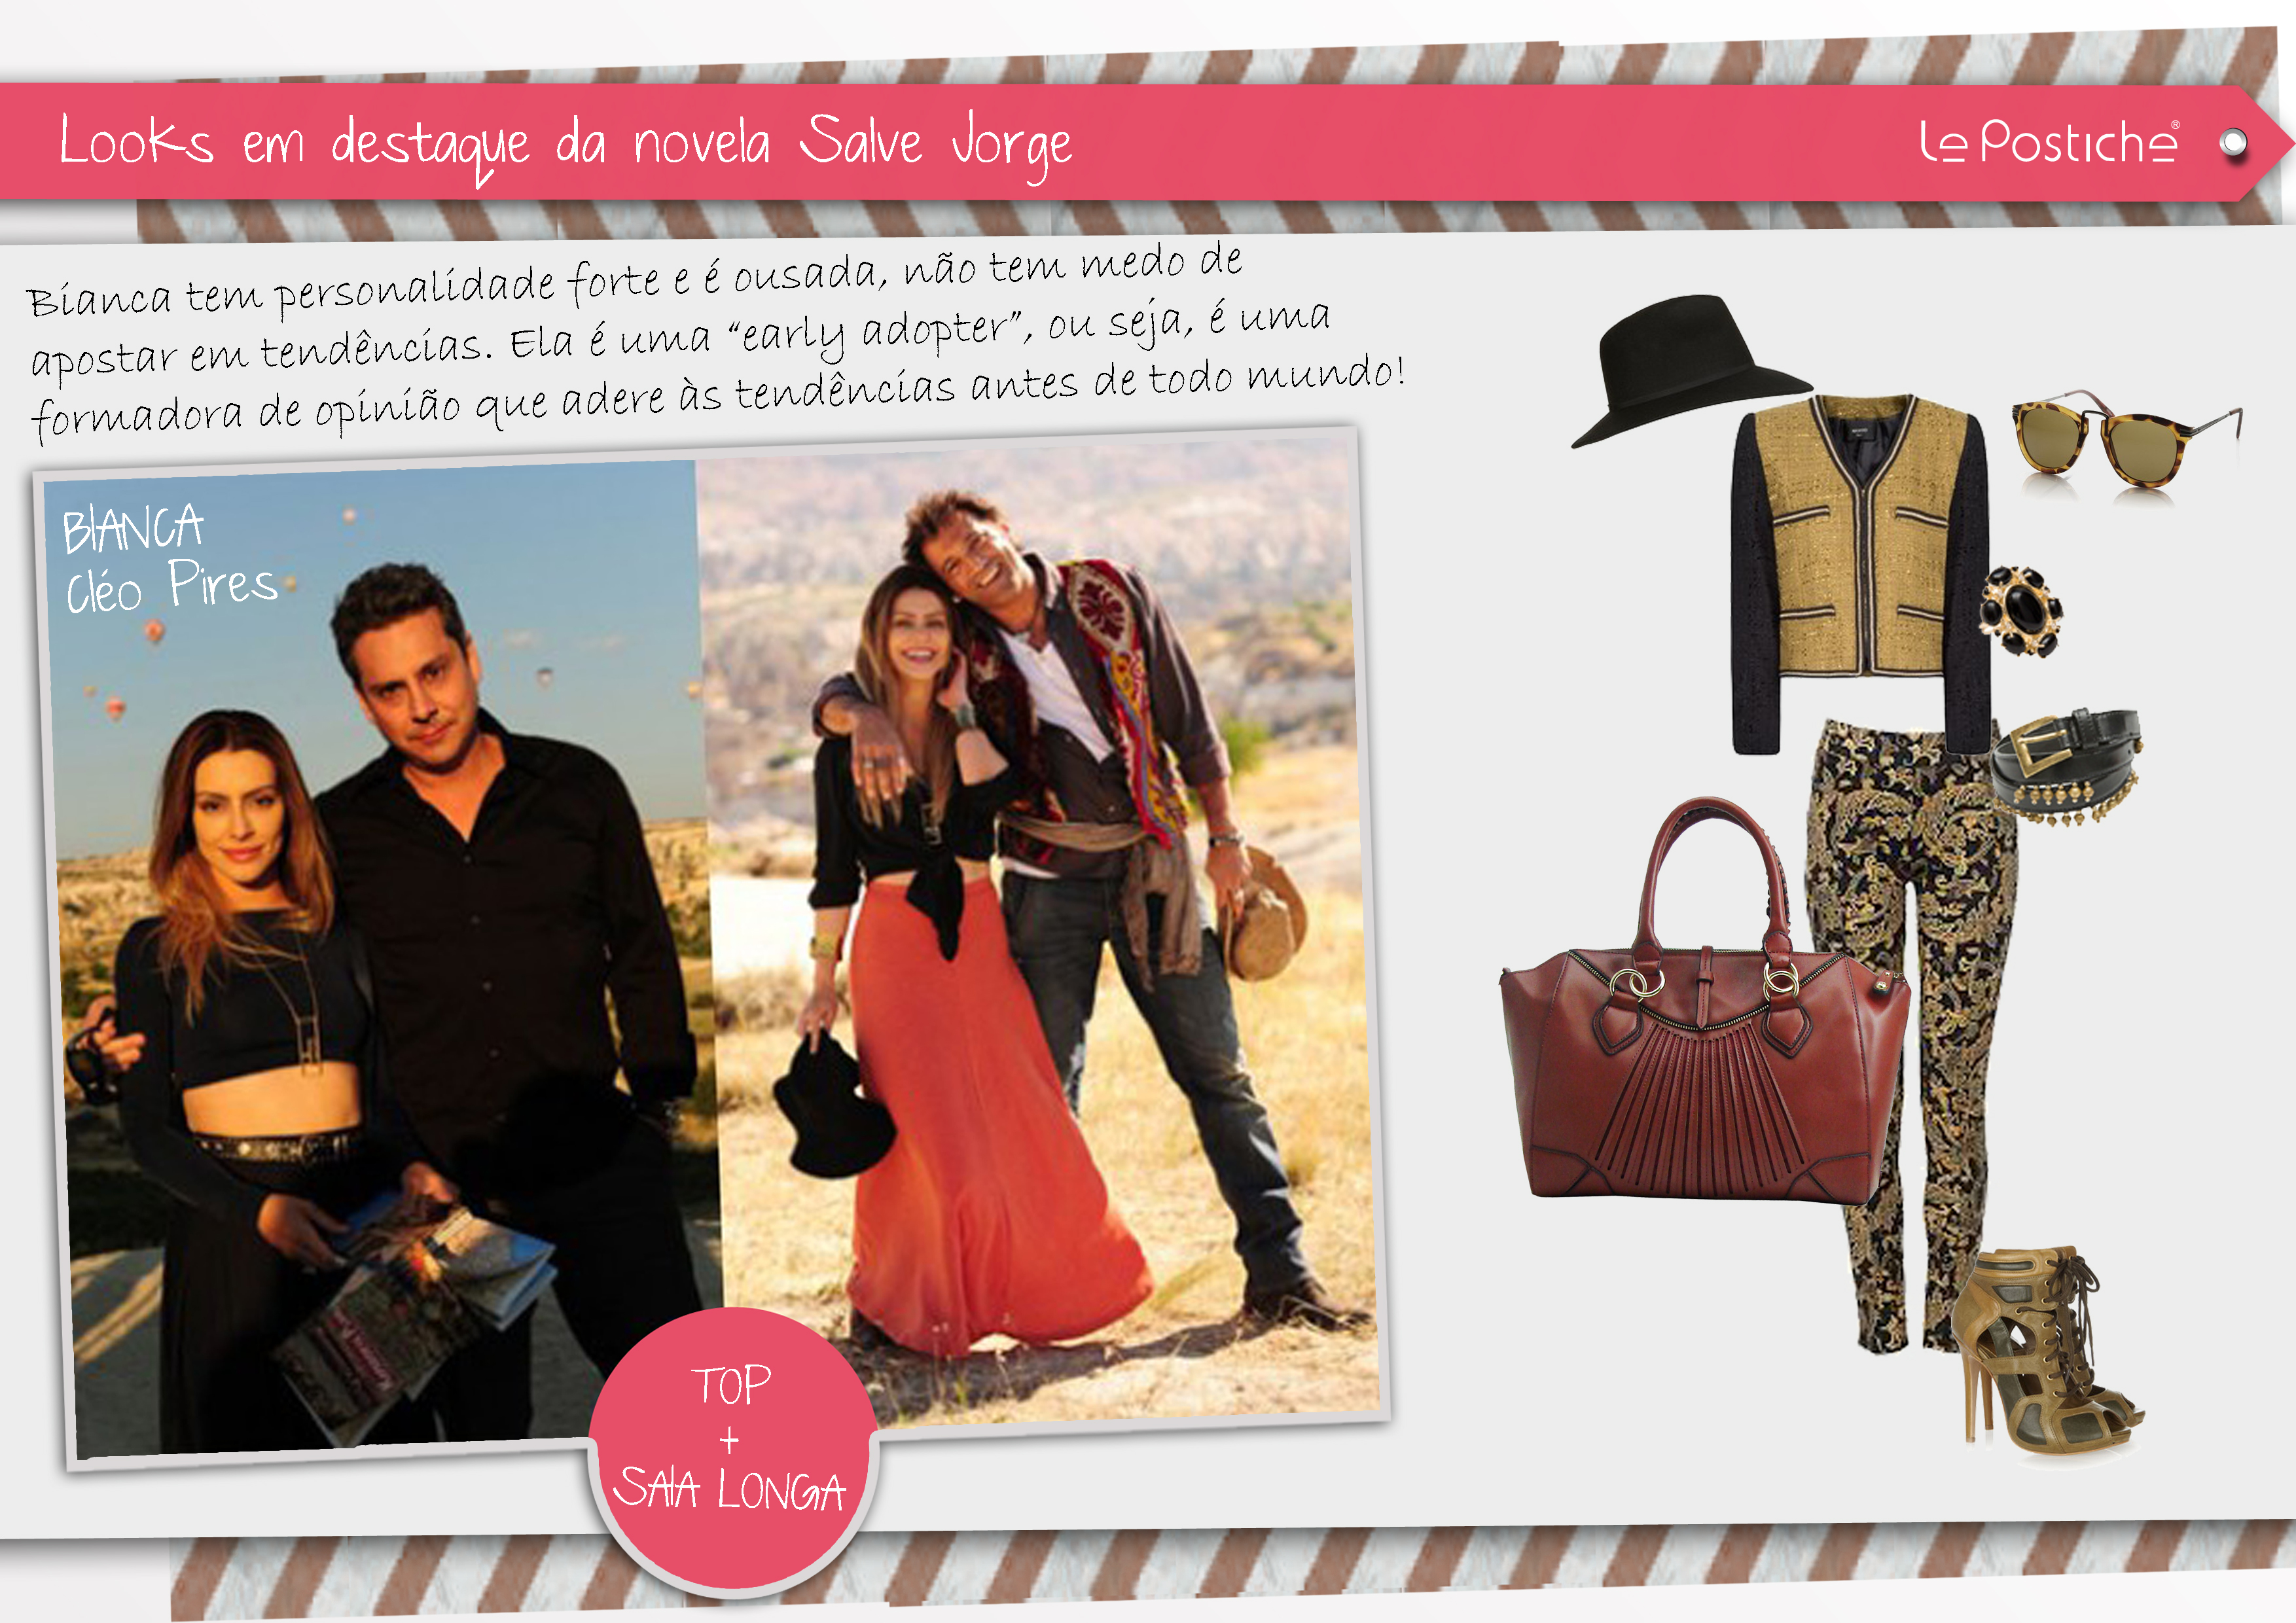 Looks em destaque da novela Salve Jorge
Le Postiche®
Bianca tem personalidade forte e é ousada, não tem medo de
apostar em tendências. Ela é uma “early adopter”, ou seja, é uma
formadora de opinião que adere às tendências antes de todo mundo!
BIANCA
Cléo Pires
TOP
+
SAIA LONGA